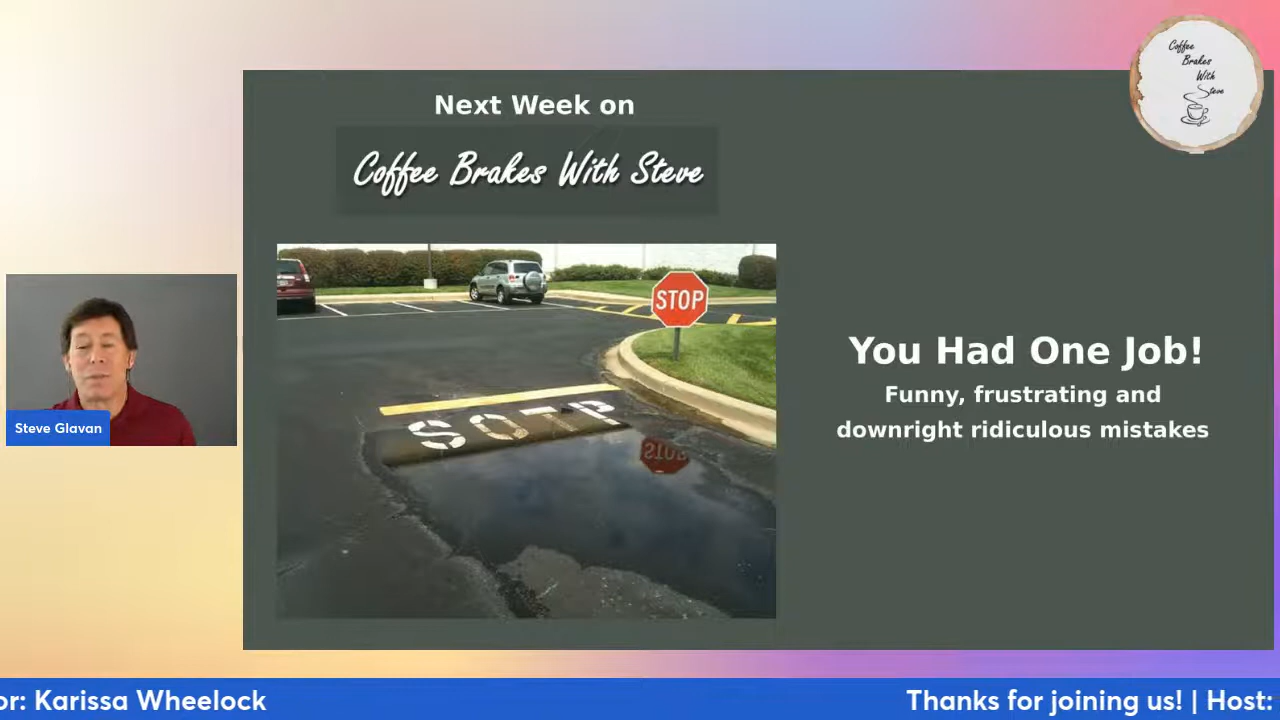 Coffee
Brakes
With
Steve
Next Week on
Coffee Brakes With Steve
STOP
SOTP
STOP
You Had One Job!
Funny, frustrating and
downright ridiculous mistakes
Steve Glavan
or: Karissa Wheelock
Thanks for joining us! | Host: